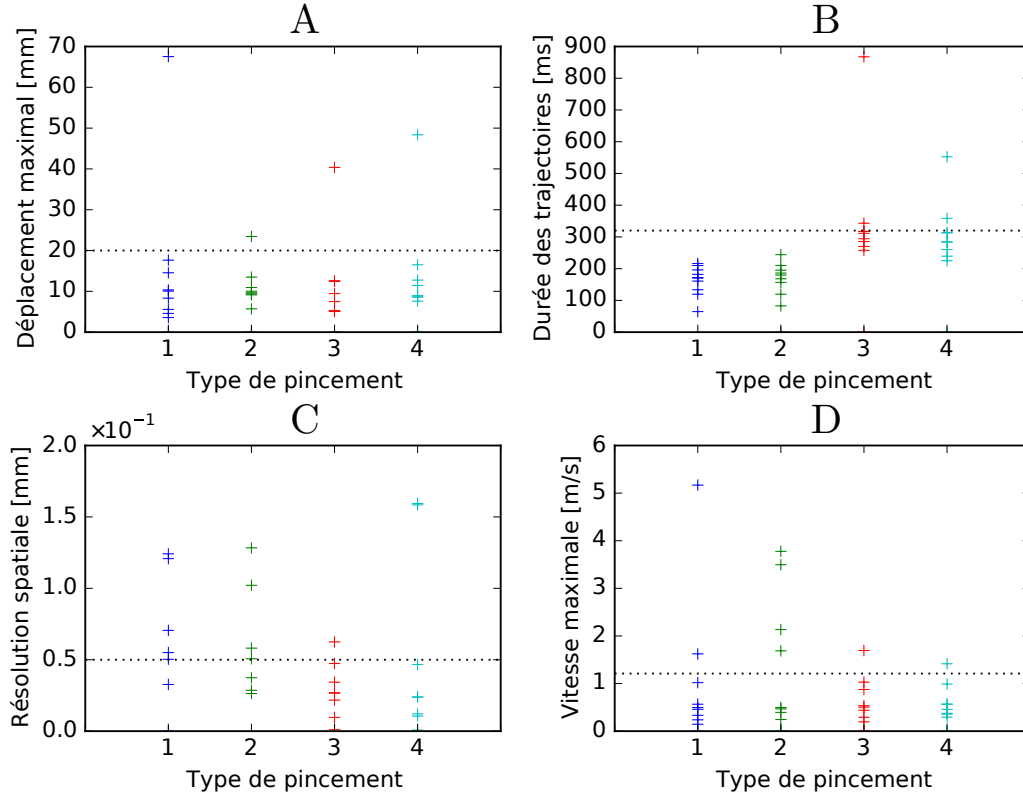 A
Déplacement maximal [mm]
70
60
50
40
30
20
10
0
1 2 3 4
Type de pincement
B
Durée des trajectoires [ms]
900
800
700
600
500
400
300
200
100
0
1 2 3 4
Type de pincement
C
×10⁻¹
Résolution spatiale [mm]
2.0
1.5
1.0
0.5
0.0
1 2 3 4
Type de pincement
D
Vitesse maximale [m/s]
6
5
4
3
2
1
0
1 2 3 4
Type de pincement